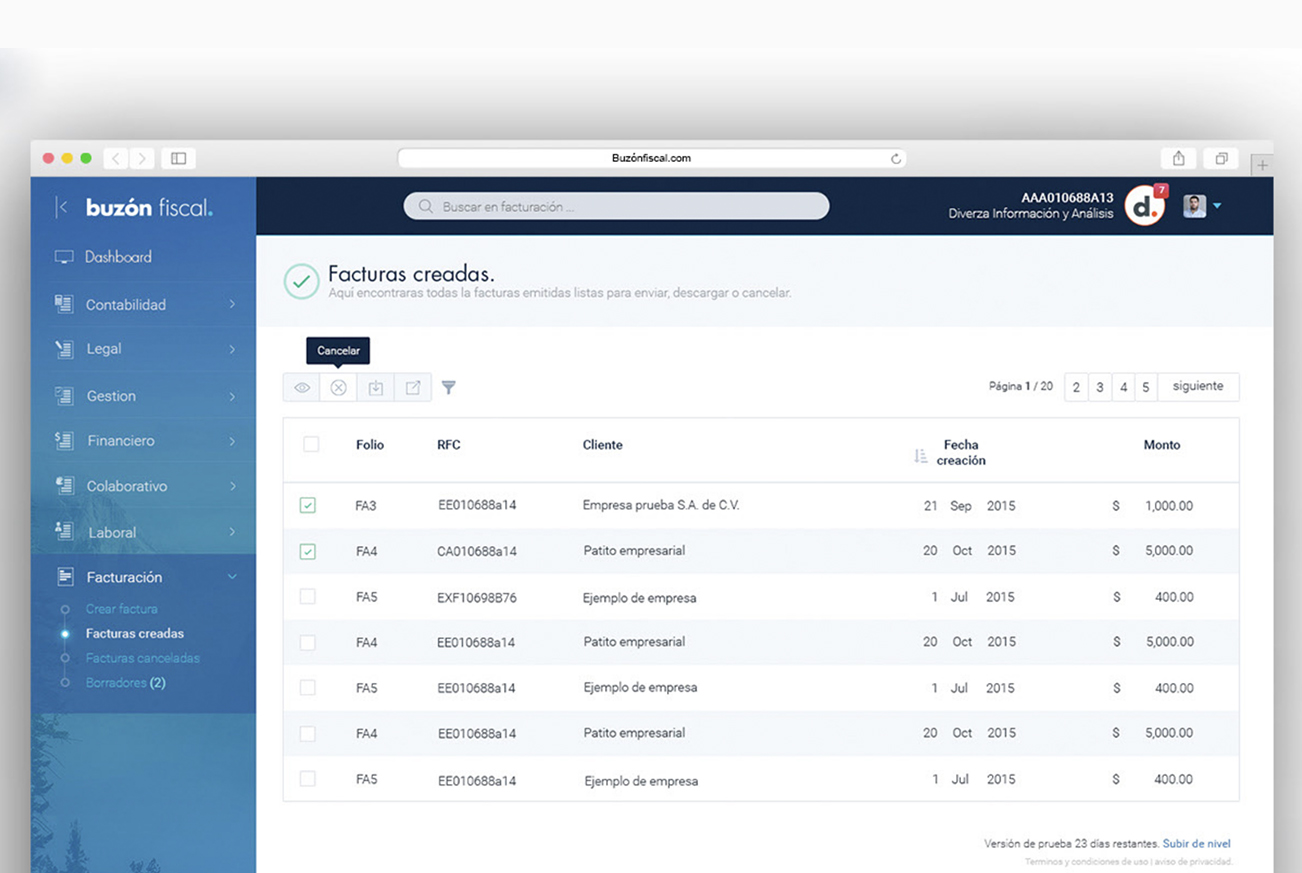 Buzónfiscal.com
buzón fiscal.
Buscar en facturación ...
AAA010688A13
Diverza Información y Análisis
d.
7
Dashboard
Contabilidad
Legal
Gestion
Financiero
Colaborativo
Laboral
Facturación
Crear factura
Facturas creadas
Facturas canceladas
Borradores (2)
Facturas creadas.
Aquí encontraras todas la facturas emitidas listas para enviar, descargar o cancelar.
Cancelar
Página 1 / 20 2 3 4 5 siguiente
Folio RFC Cliente Fecha creación Monto
FA3 EE010688a14 Empresa prueba S.A. de C.V. 21 Sep 2015 $ 1,000.00
FA4 CA010688a14 Patito empresarial 20 Oct 2015 $ 5,000.00
FA5 EXF10698B76 Ejemplo de empresa 1 Jul 2015 $ 400.00
FA4 EE010688a14 Patito empresarial 20 Oct 2015 $ 5,000.00
FA5 EE010688a14 Ejemplo de empresa 1 Jul 2015 $ 400.00
FA4 EE010688a14 Patito empresarial 20 Oct 2015 $ 5,000.00
FA5 EE010688a14 Ejemplo de empresa 1 Jul 2015 $ 400.00
Versión de prueba 23 días restantes. Subir de nivel
Terminos y condiciones de uso | aviso de privacidad.